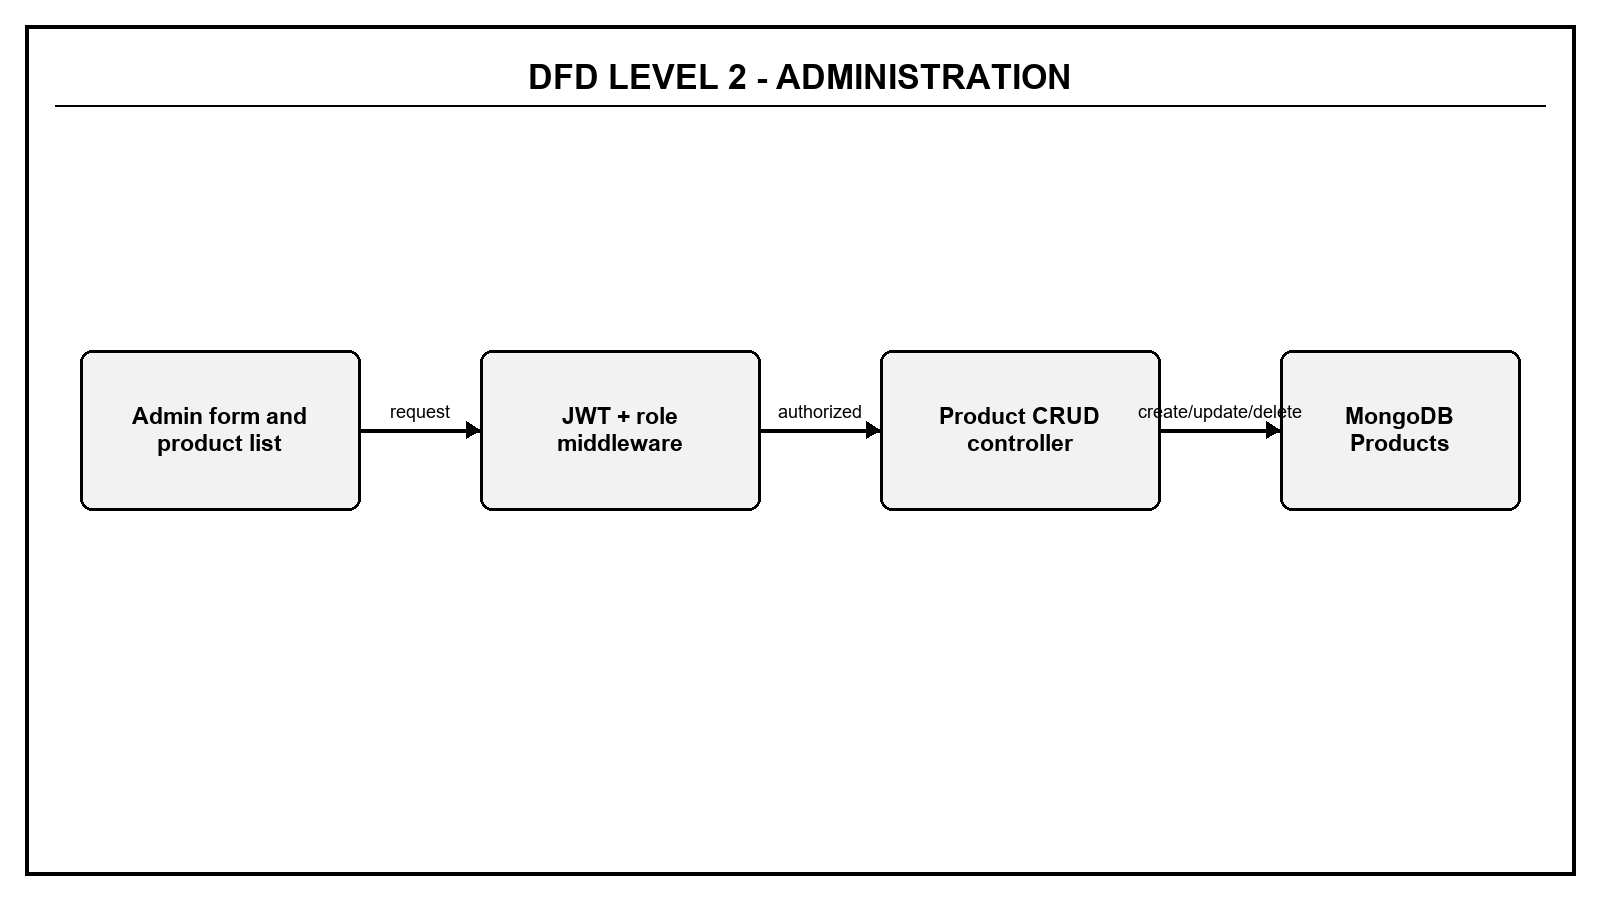 DFD LEVEL 2 - ADMINISTRATION
Admin form and
product list
request
JWT + role
middleware
authorized
Product CRUD
controller
create/update/delete
MongoDB
Products